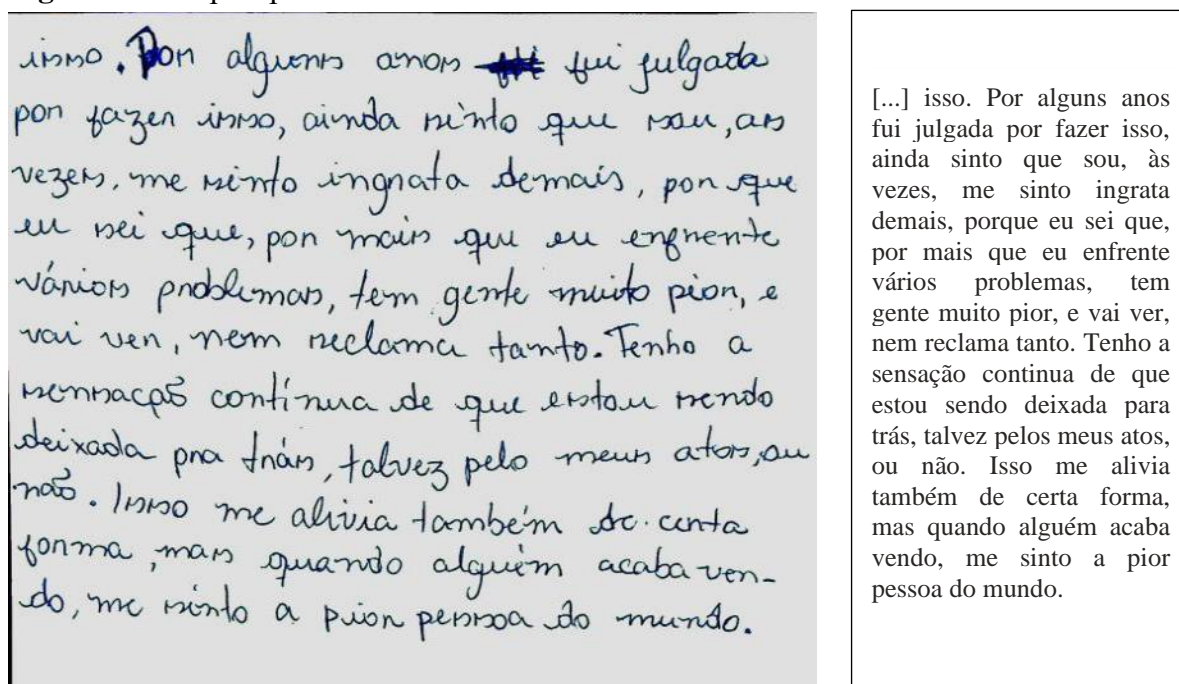 isso. Por alguns anos fui julgada
por fazer isso, ainda sinto que sou, as
vezes, me sinto ingrata demais, por que
eu sei que, por mais que eu enfrente
vários problemas, tem gente muito pior, e
vai ver, nem reclama tanto. Tenho a
sensação contínua de que estou sendo
deixada pra trás, talvez pelo meus atos, ou
não. Isso me alivia também de certa
forma, mas quando alguém acaba ven-
do, me sinto a pior pessoa do mundo.
[...] isso. Por alguns anos
fui julgada por fazer isso,
ainda sinto que sou, às
vezes, me sinto ingrata
demais, porque eu sei que,
por mais que eu enfrente
vários problemas, tem
gente muito pior, e vai ver,
nem reclama tanto. Tenho a
sensação continua de que
estou sendo deixada para
trás, talvez pelos meus atos,
ou não. Isso me alivia
também de certa forma,
mas quando alguém acaba
vendo, me sinto a pior
pessoa do mundo.